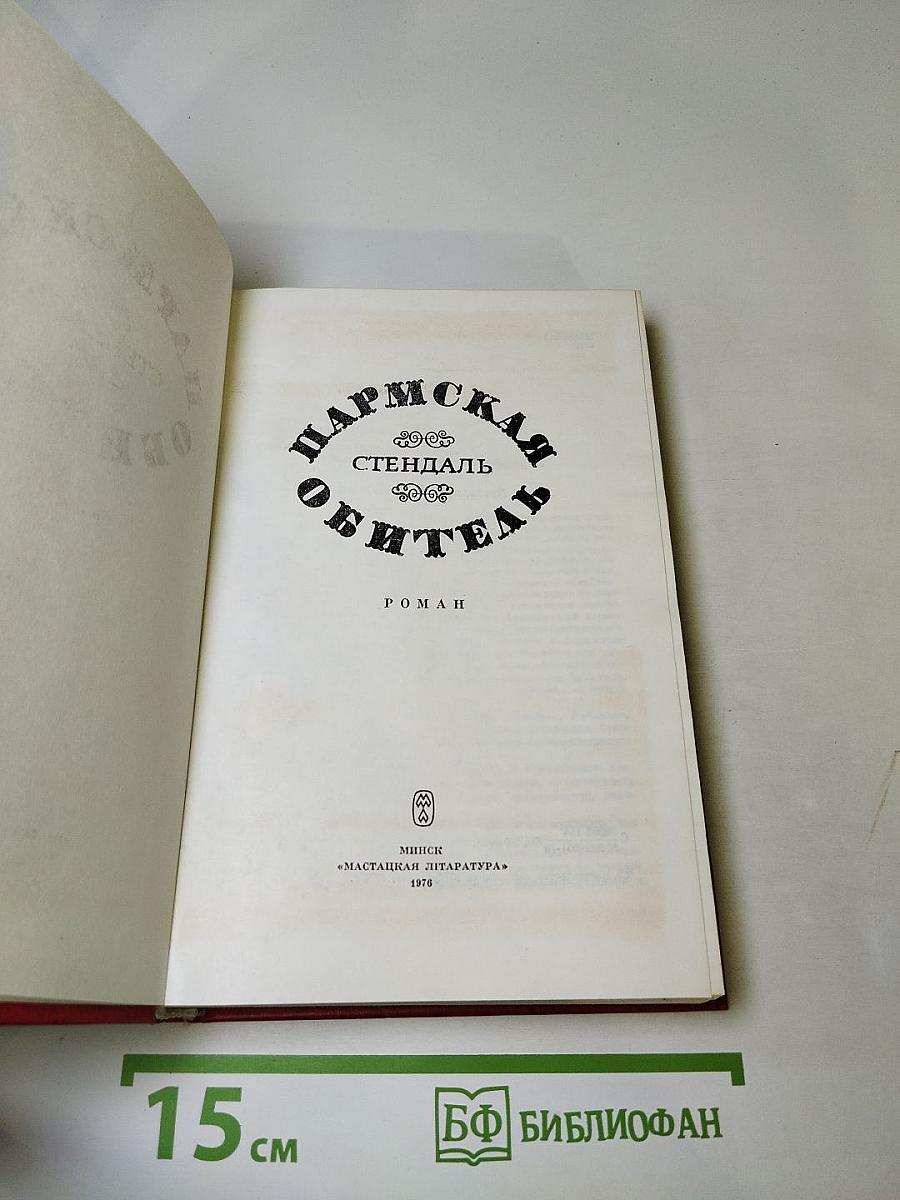 ПАРМСКАЯ
СТЕНДАЛЬ
ОБИТЕЛЬ
РОМАН
МИНСК
«МАСТАЦКАЯ ЛІТАРАТУРА»
1976
15 см
БФ БИБЛИОФАН